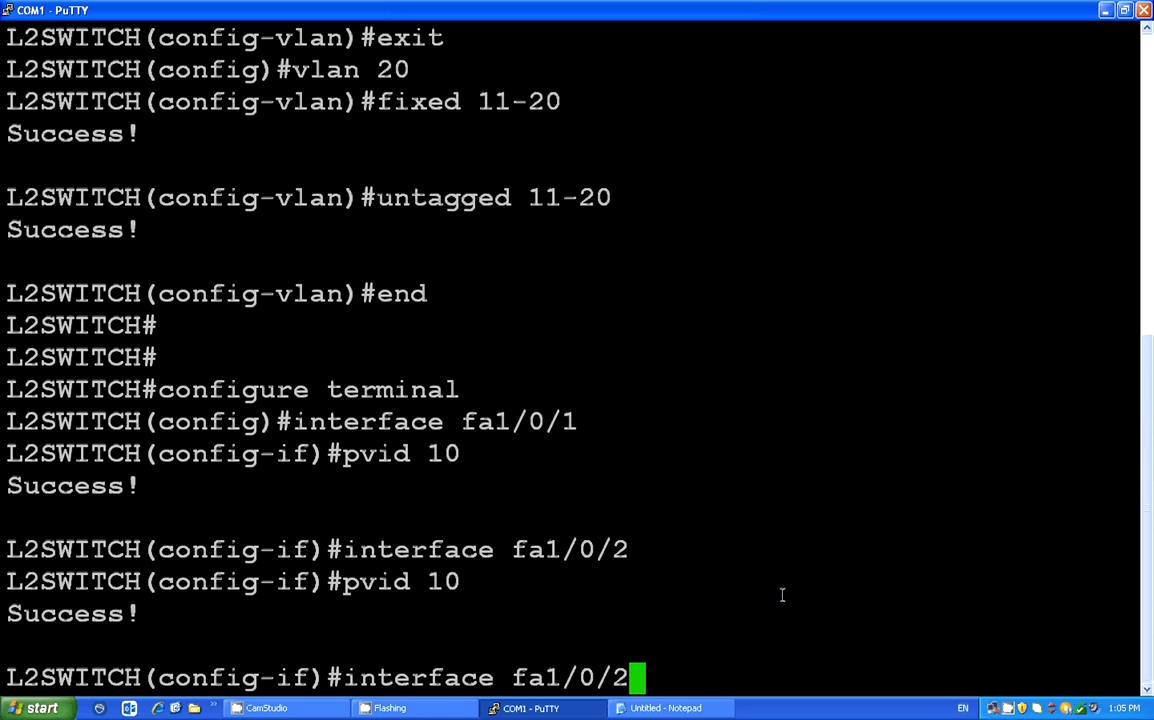 COM1 - PuTTY
L2SWITCH(config-vlan)#exit
L2SWITCH(config)#vlan 20
L2SWITCH(config-vlan)#fixed 11-20
Success!
L2SWITCH(config-vlan)#untagged 11-20
Success!
L2SWITCH(config-vlan)#end
L2SWITCH#
L2SWITCH#
L2SWITCH#configure terminal
L2SWITCH(config)#interface fa1/0/1
L2SWITCH(config-if)#pvid 10
Success!
L2SWITCH(config-if)#interface fa1/0/2
L2SWITCH(config-if)#pvid 10
Success!
L2SWITCH(config-if)#interface fa1/0/2
start CamStudio Flashing COM1 - PuTTY Untitled - Notepad EN 1:05 PM